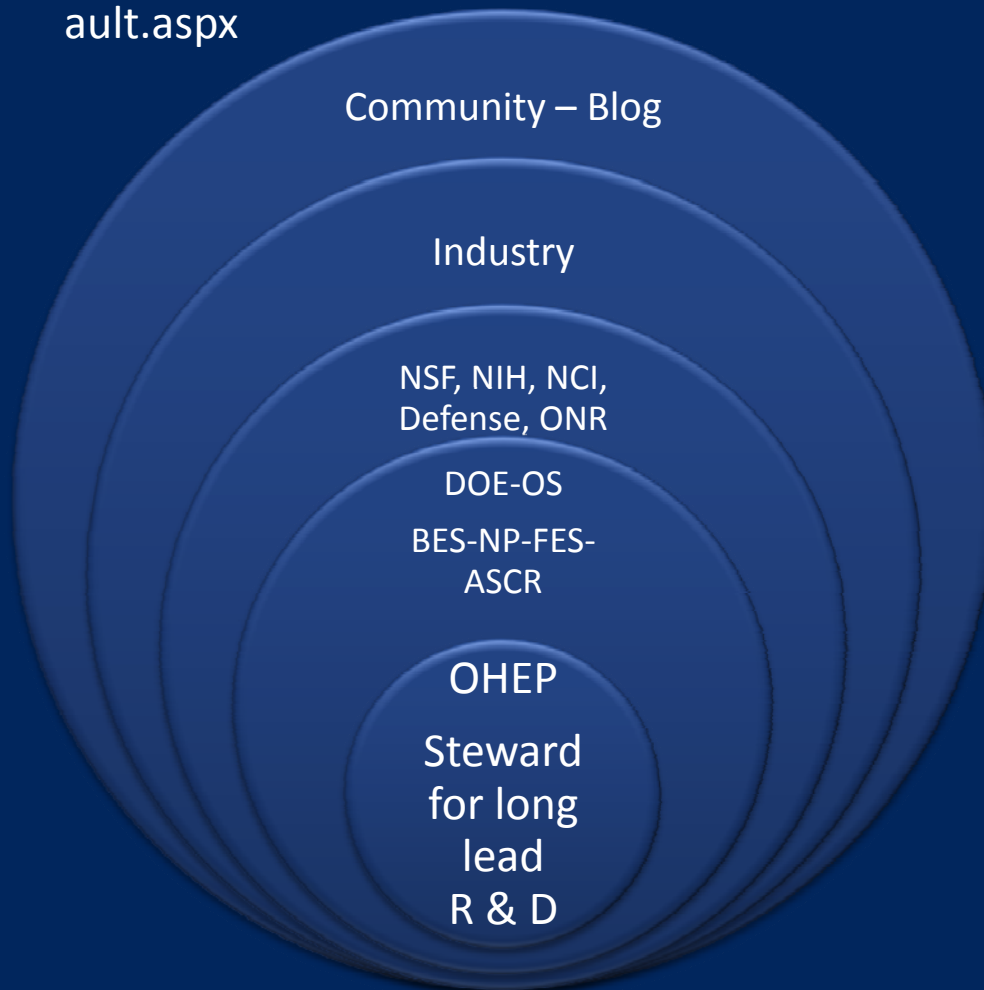 ault.aspx
Community – Blog
Industry
NSF, NIH, NCI,
Defense, ONR
DOE-OS
BES-NP-FES-
ASCR
OHEP
Steward
for long
lead
R & D